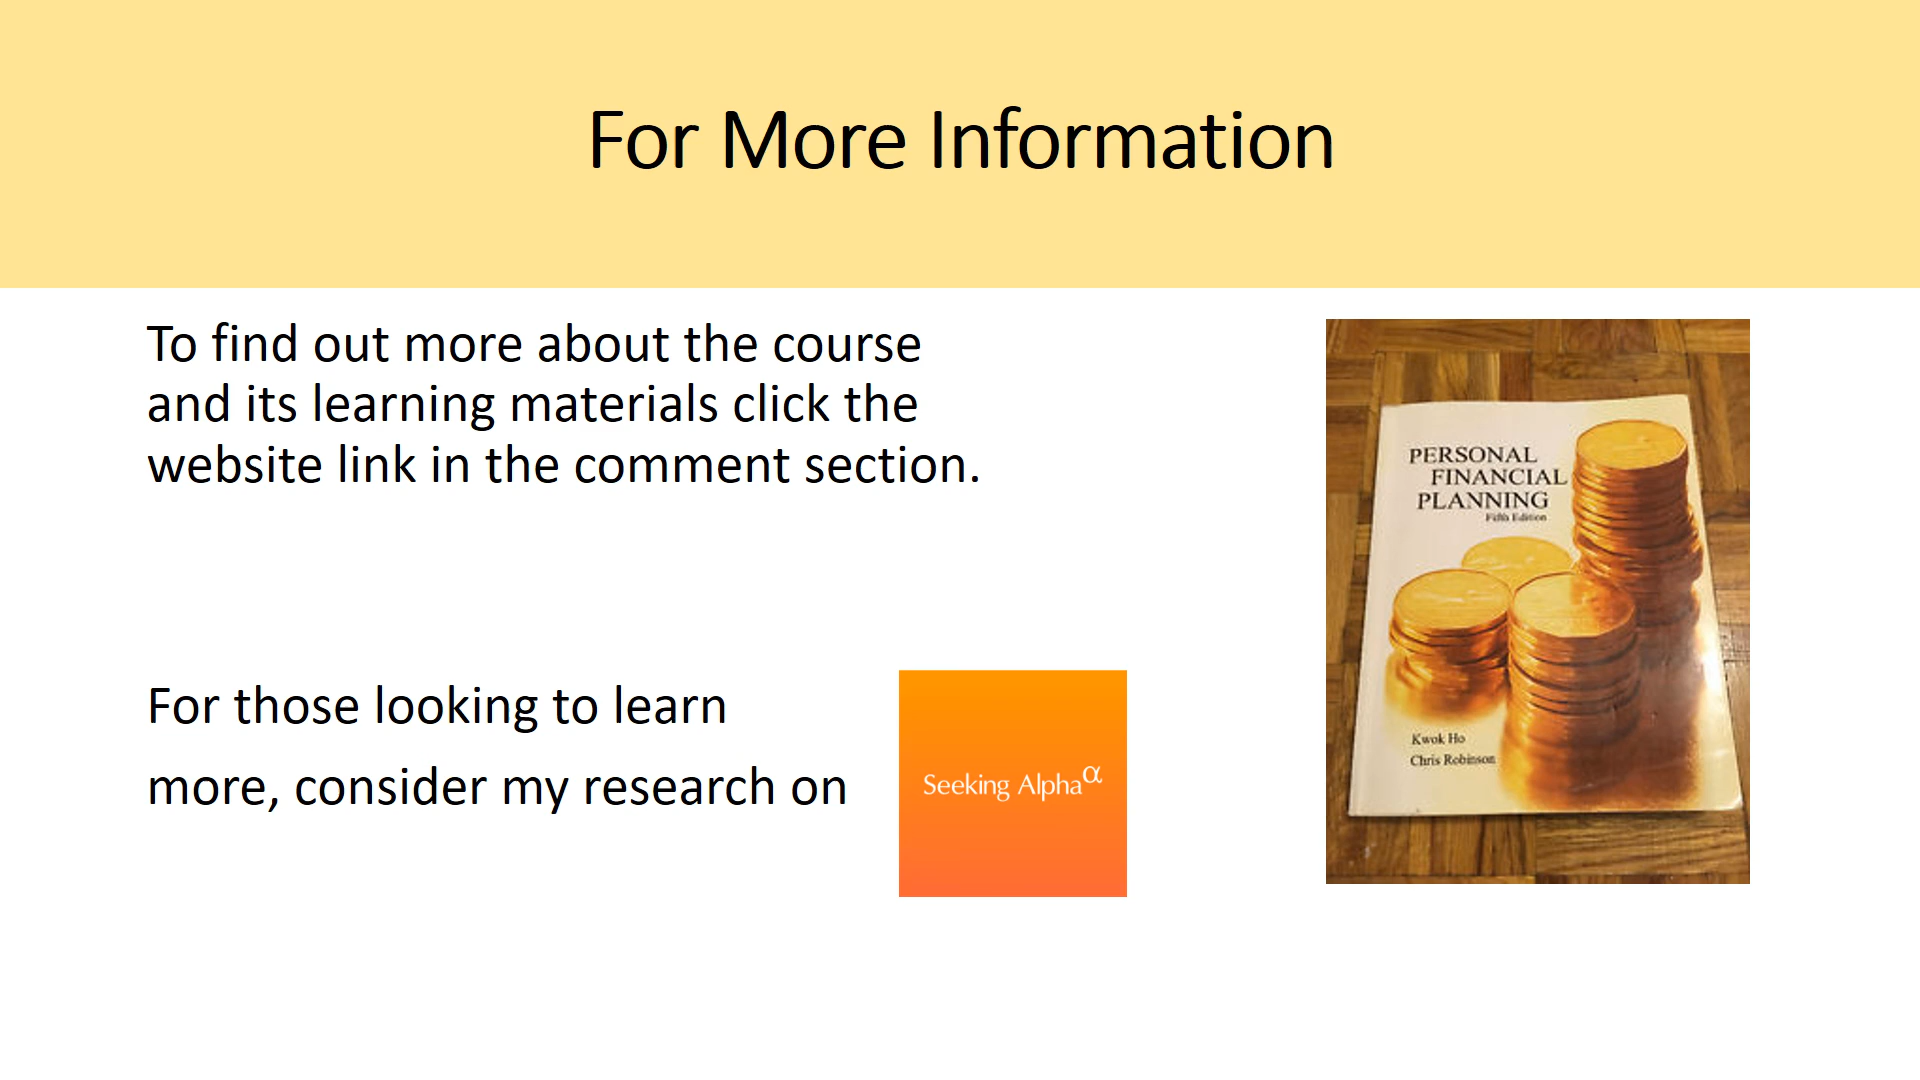 For More Information
To find out more about the course
and its learning materials click the
website link in the comment section.
For those looking to learn
more, consider my research on
Seeking Alphaα
PERSONAL
FINANCIAL
PLANNING
Fifth Edition
Kwok Ho
Chris Robinson